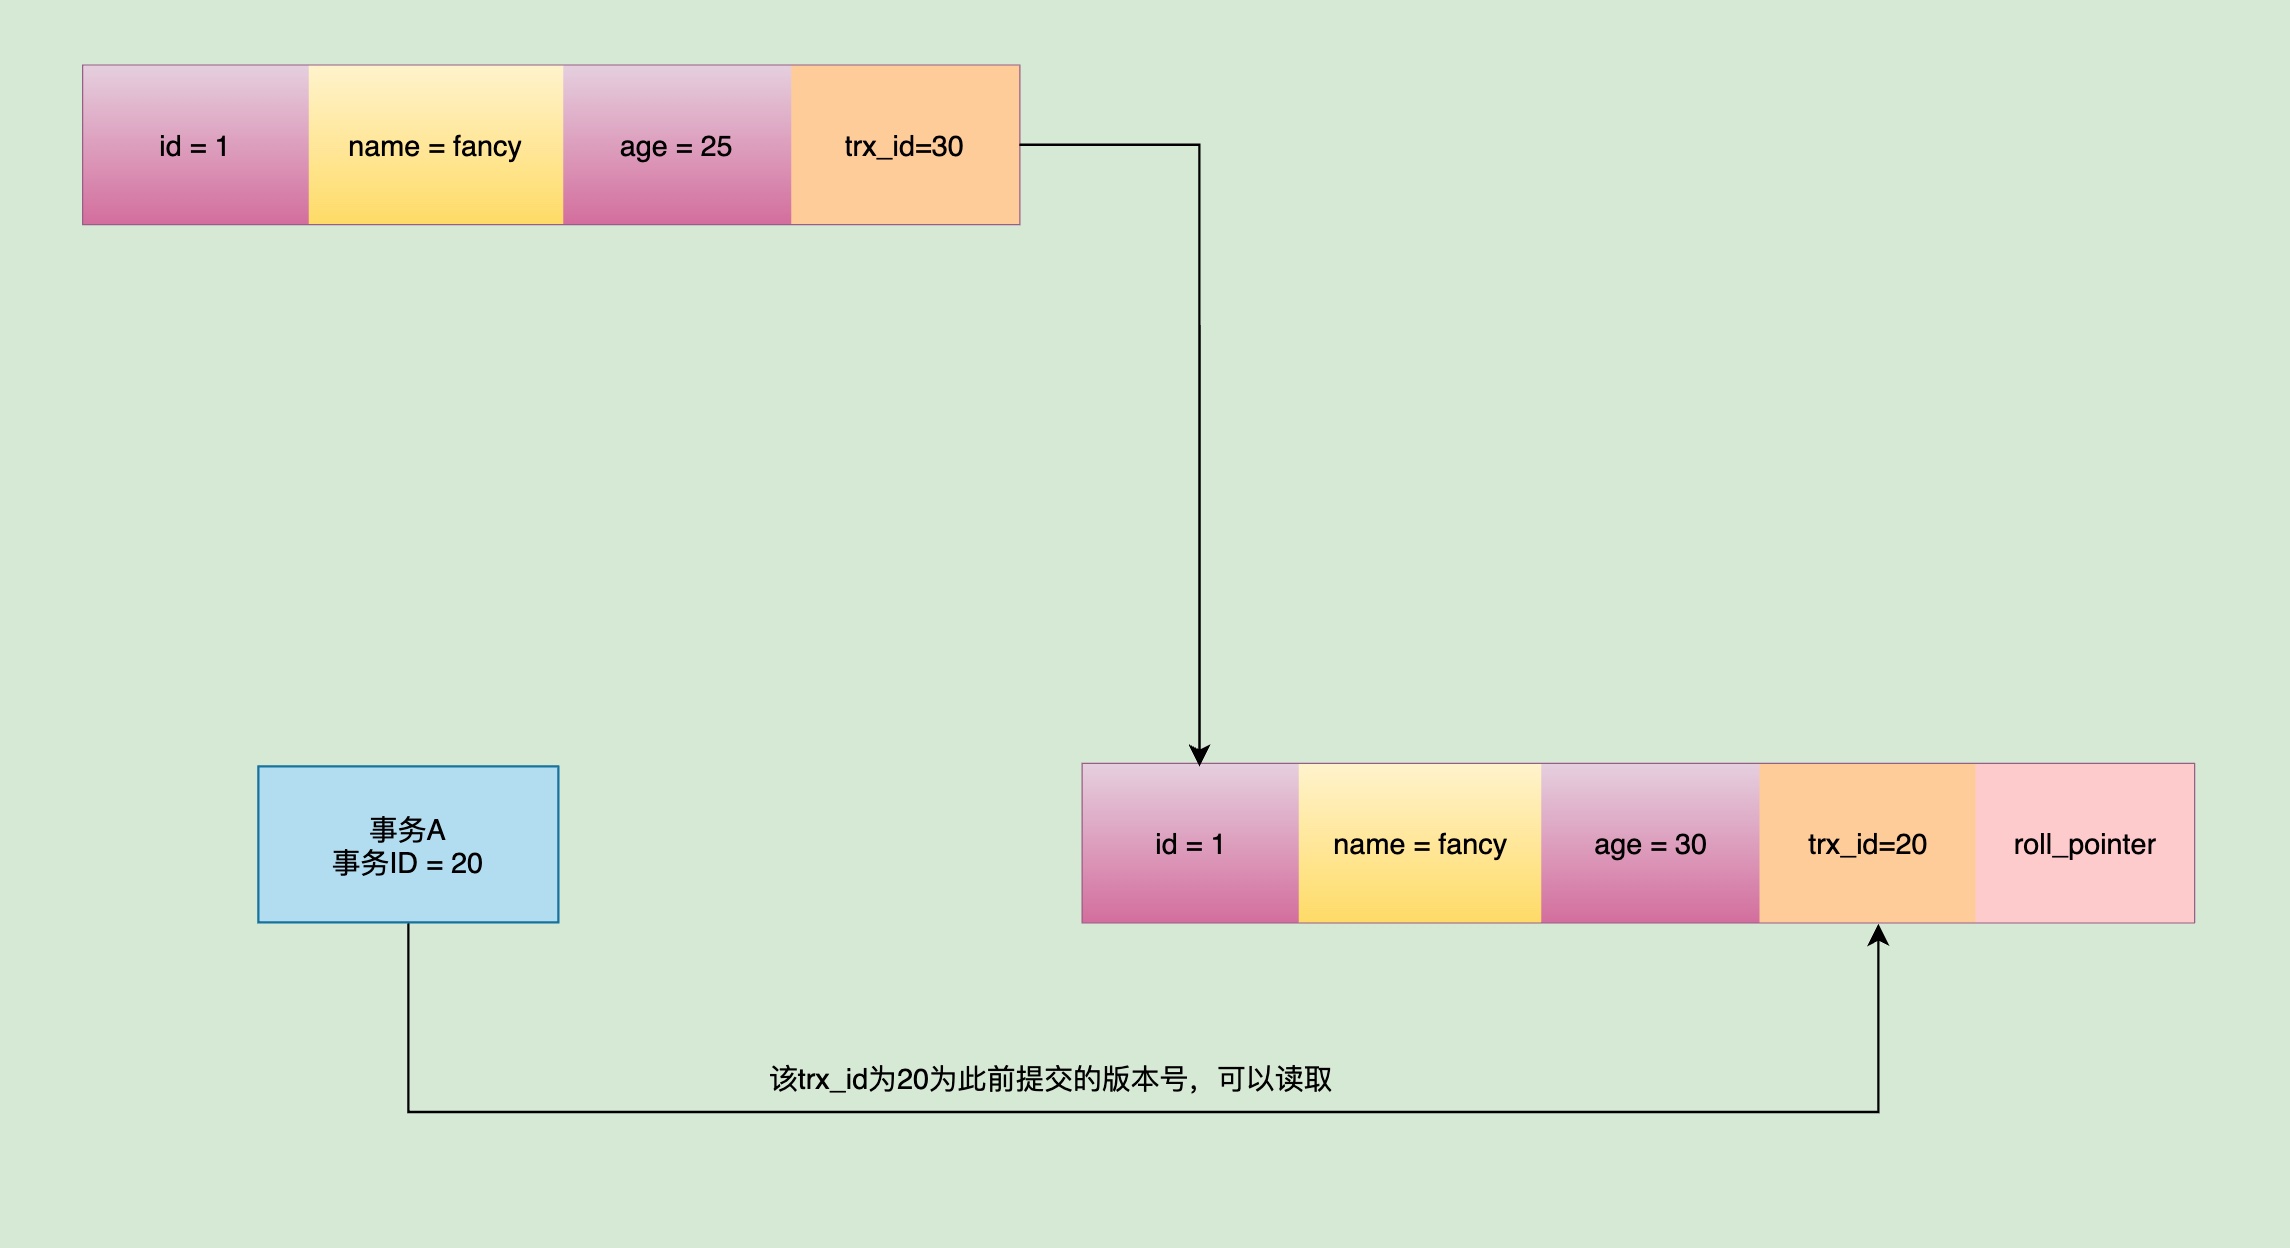 id = 1
name = fancy
age = 25
trx_id=30
事务A
事务ID = 20
id = 1
name = fancy
age = 30
trx_id=20
roll_pointer
该trx_id为20为此前提交的版本号，可以读取